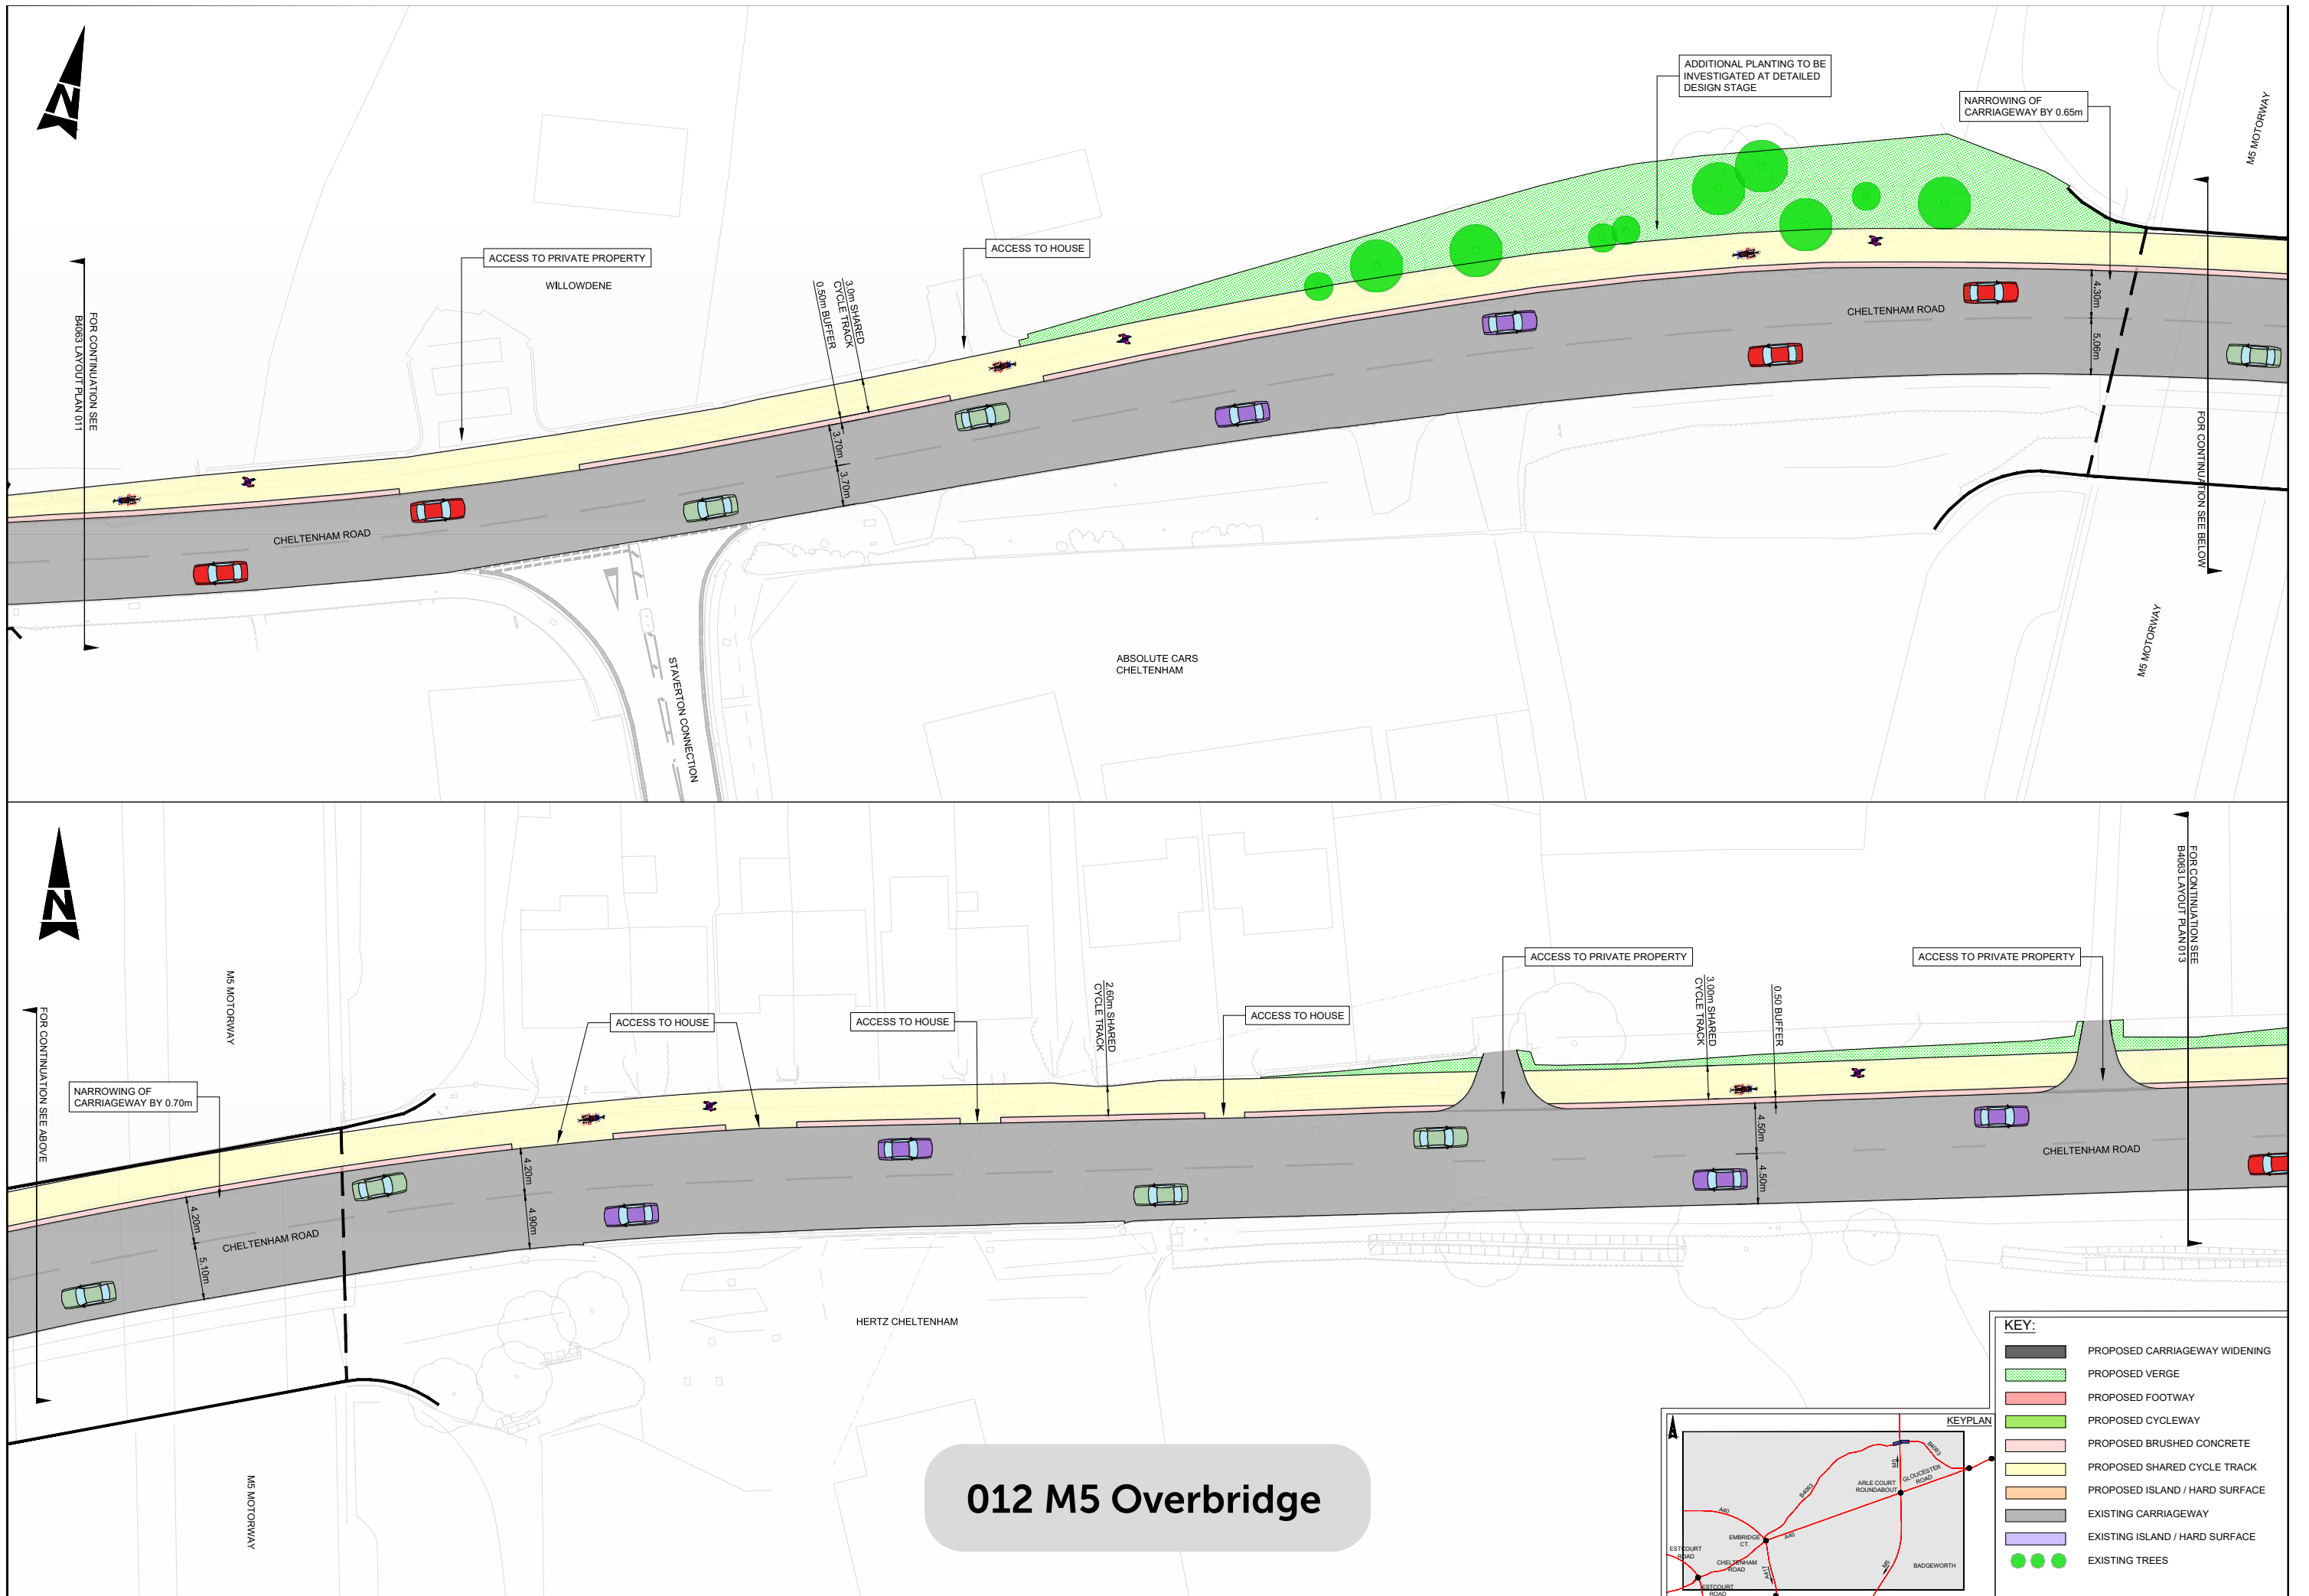 N
ADDITIONAL PLANTING TO BE
INVESTIGATED AT DETAILED
DESIGN STAGE
NARROWING OF
CARRIAGEWAY BY 0.65m
M5 MOTORWAY
ACCESS TO PRIVATE PROPERTY
WILLOWDENE
ACCESS TO HOUSE
FOR CONTINUATION SEE
B4063 LAYOUT PLAN 011
3.0m SHARED
CYCLE TRACK
0.50m BUFFER
3.70m
3.70m
CHELTENHAM ROAD
4.30m
5.06m
CHELTENHAM ROAD
FOR CONTINUATION SEE BELOW
STAVERTON CONNECTION
ABSOLUTE CARS
CHELTENHAM
M5 MOTORWAY
N
M5 MOTORWAY
FOR CONTINUATION SEE ABOVE
NARROWING OF
CARRIAGEWAY BY 0.70m
ACCESS TO HOUSE
ACCESS TO HOUSE
2.60m SHARED
CYCLE TRACK
ACCESS TO HOUSE
ACCESS TO PRIVATE PROPERTY
3.00m SHARED
CYCLE TRACK
0.50 BUFFER
ACCESS TO PRIVATE PROPERTY
FOR CONTINUATION SEE
B4063 LAYOUT PLAN 013
4.20m
5.10m
CHELTENHAM ROAD
4.20m
4.90m
4.50m
4.50m
CHELTENHAM ROAD
HERTZ CHELTENHAM
M5 MOTORWAY
012 M5 Overbridge
KEY:
PROPOSED CARRIAGEWAY WIDENING
PROPOSED VERGE
PROPOSED FOOTWAY
PROPOSED CYCLEWAY
PROPOSED BRUSHED CONCRETE
PROPOSED SHARED CYCLE TRACK
PROPOSED ISLAND / HARD SURFACE
EXISTING CARRIAGEWAY
EXISTING ISLAND / HARD SURFACE
EXISTING TREES
KEYPLAN
M5
GLOUCESTER
ROAD
ARLE COURT
ROUNDABOUT
B4063
A40
A40
EMBRIDGE
CT.
ESTCOURT
ROAD
CHELTENHAM
ROAD
A417
M5
BADGEWORTH
ESTCOURT
ROAD